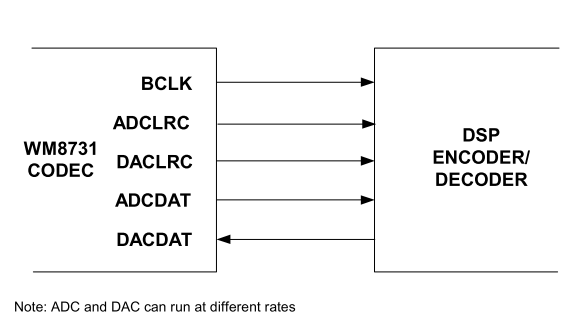 BCLK
ADCLRC
WM8731
CODEC
DACLRC
ADCDAT
DACDAT
DSP
ENCODER/
DECODER
Note: ADC and DAC can run at different rates